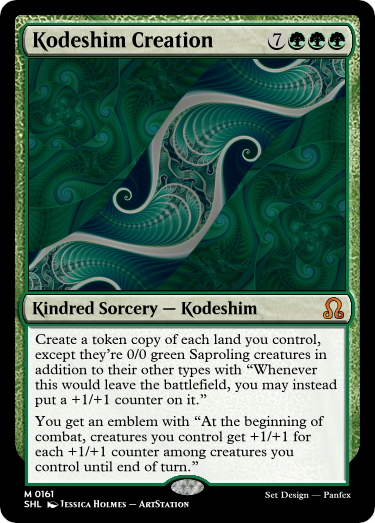 Kodeshim Creation 7
Kindred Sorcery — Kodeshim
Create a token copy of each land you control,
except they're 0/0 green Saproling creatures in
addition to their other types with “Whenever
this would leave the battlefield, you may instead
put a +1/+1 counter on it.”
You get an emblem with “At the beginning of
combat, creatures you control get +1/+1 for
each +1/+1 counter among creatures you
control until end of turn.”
M 0161
SHL Jessica Holmes — ArtStation
Set Design — Panfex